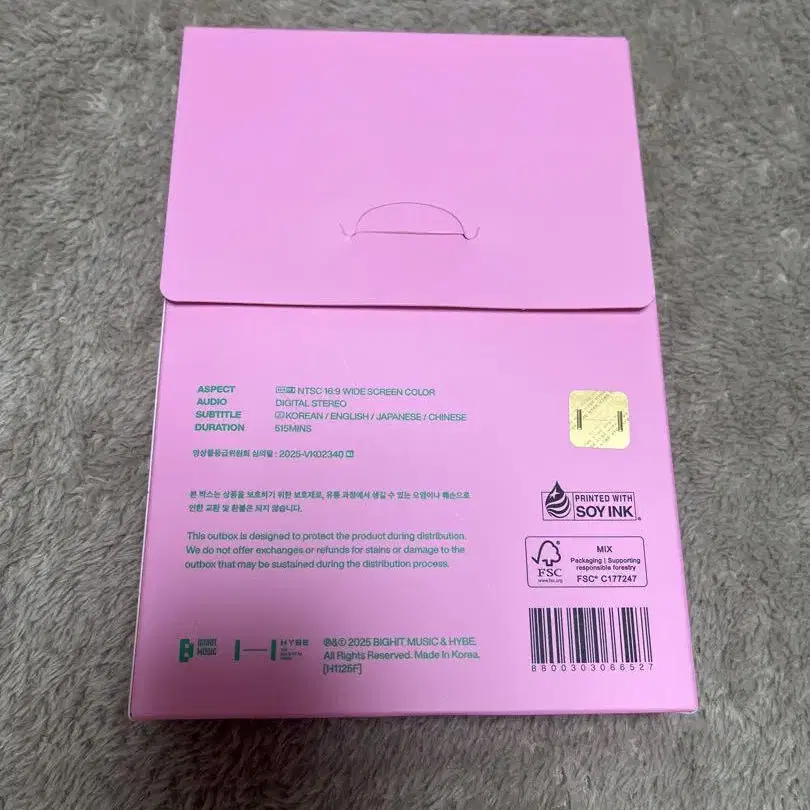 ASPECT NTSC 16:9 WIDE SCREEN COLOR
AUDIO DIGITAL STEREO
SUBTITLE KOREAN / ENGLISH / JAPANESE / CHINESE
DURATION 515MINS
영상물등급위원회 심의필 : 2025-VK02340
본 박스는 상품을 보호하기 위한 보호재로, 유통 과정에서 생길 수 있는 오염이나 훼손으로
인한 교환 및 환불은 되지 않습니다.
This outbox is designed to protect the product during distribution.
We do not offer exchanges or refunds for stains or damage to the
outbox that may be sustained during the distribution process.
PRINTED WITH
SOY INK
MIX
Packaging | Supporting
responsible forestry
FSC® C177247
FSC
www.fsc.org
BIGHIT
MUSIC
HYBE
℗&© 2025 BIGHIT MUSIC & HYBE.
All Rights Reserved. Made in Korea.
[H1125F]
8800303066527